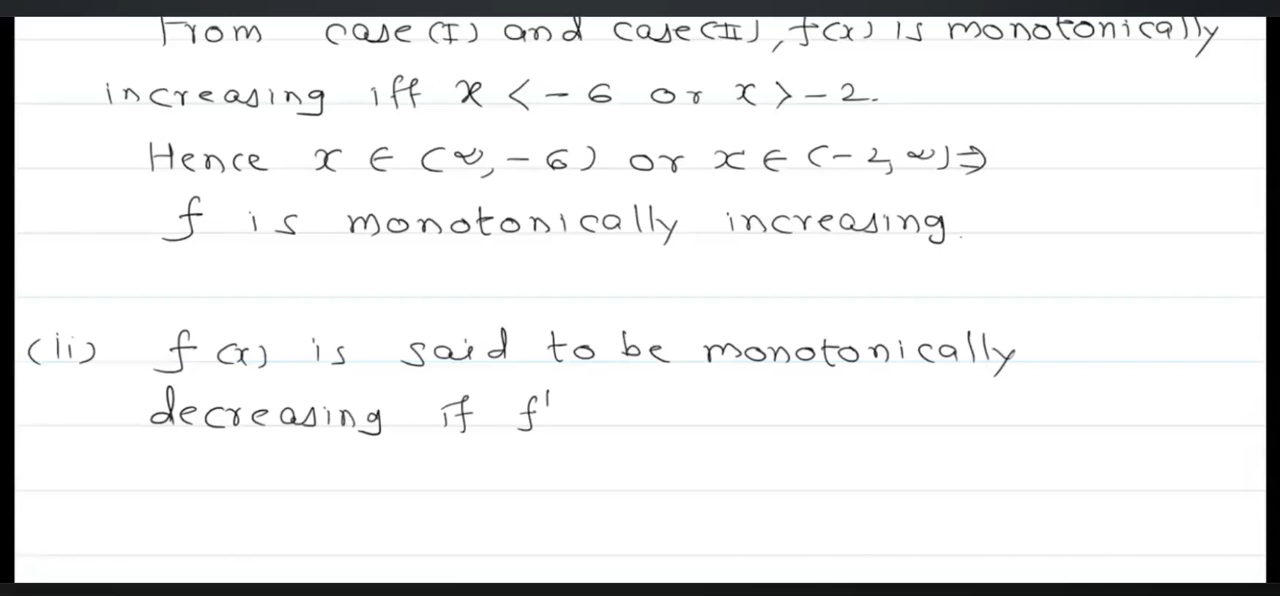 From case (I) and case (II), f(x) is monotonically
increasing iff x < - 6 or x > - 2.
Hence x ∈ (∞, - 6) or x ∈ (- 2, ∞) ⇒
f is monotonically increasing.
(ii) f(x) is said to be monotonically
decreasing if f'